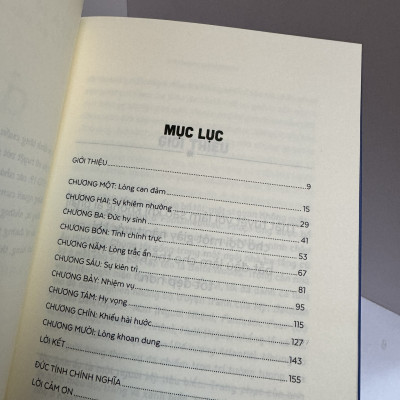 MỤC LỤC
GIỚI THIỆU 9
CHƯƠNG MỘT: Lòng can đảm 15
CHƯƠNG HAI: Sự khiêm nhường 29
CHƯƠNG BA: Đức hy sinh 41
CHƯƠNG BỐN: Tính chính trực 53
CHƯƠNG NĂM: Lòng trắc ẩn 67
CHƯƠNG SÁU: Sự kiên trì 81
CHƯƠNG BẢY: Nhiệm vụ 95
CHƯƠNG TÁM: Hy vọng 115
CHƯƠNG CHÍN: Khiếu hài hước 127
CHƯƠNG MƯỜI: Lòng khoan dung 143
LỜI KẾT 155
ĐỨC TÍNH CHÍNH NGHĨA
LỜI CẢM ƠN